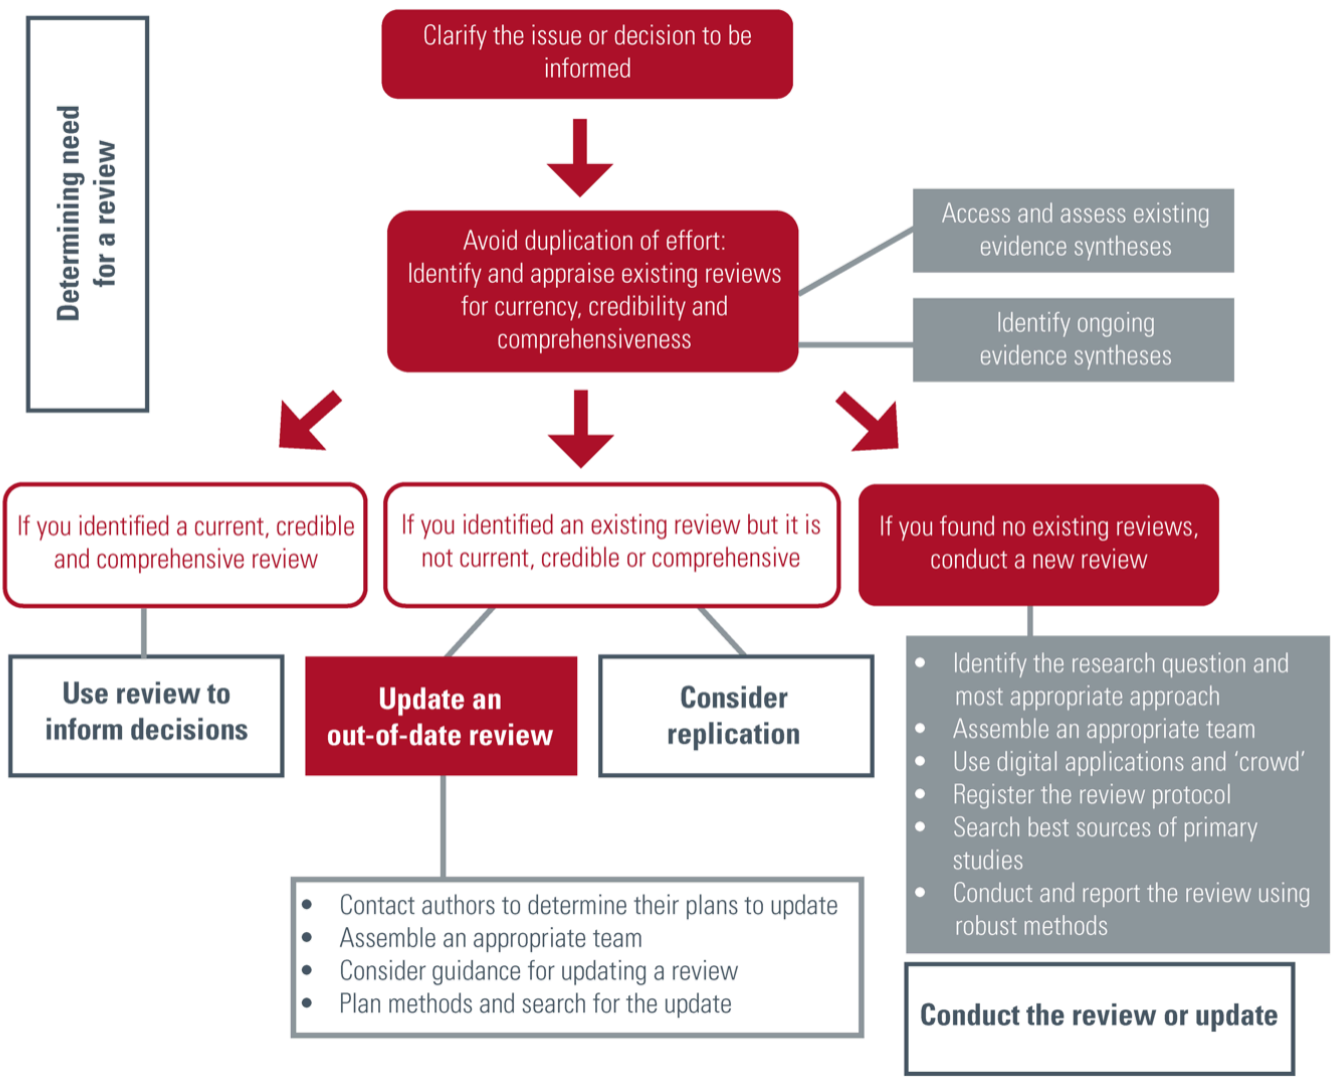 Determining need
for a review
Clarify the issue or decision to be
informed
Avoid duplication of effort:
Identify and appraise existing reviews
for currency, credibility and
comprehensiveness
Access and assess existing
evidence syntheses
Identify ongoing
evidence syntheses
If you identified a current, credible
and comprehensive review
If you identified an existing review but it is
not current, credible or comprehensive
If you found no existing reviews,
conduct a new review
Use review to
inform decisions
Update an
out-of-date review
Consider
replication
• Identify the research question and
most appropriate approach
• Assemble an appropriate team
• Use digital applications and ‘crowd’
• Register the review protocol
• Search best sources of primary
studies
• Conduct and report the review using
robust methods
• Contact authors to determine their plans to update
• Assemble an appropriate team
• Consider guidance for updating a review
• Plan methods and search for the update
Conduct the review or update